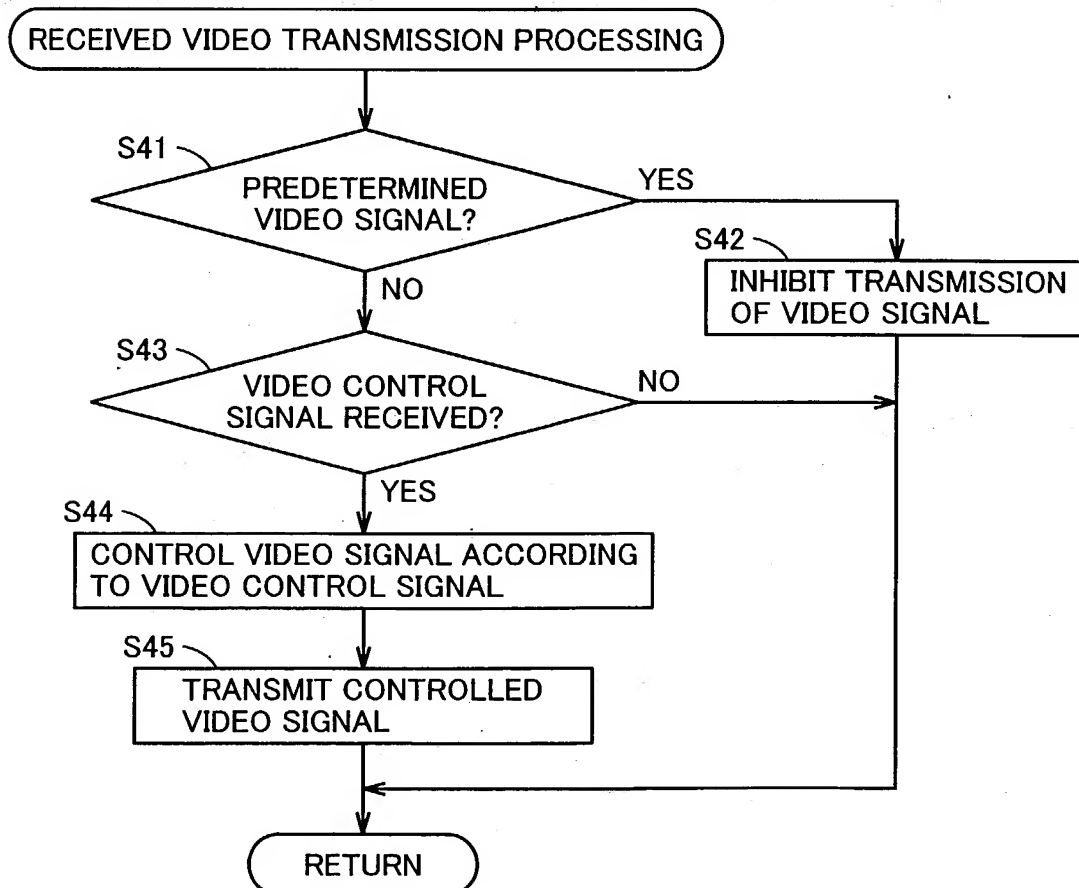 RECEIVED VIDEO TRANSMISSION PROCESSING
S41
PREDETERMINED
VIDEO SIGNAL?
YES
S42
INHIBIT TRANSMISSION
OF VIDEO SIGNAL
NO
S43
VIDEO CONTROL
SIGNAL RECEIVED?
NO
YES
S44
CONTROL VIDEO SIGNAL ACCORDING
TO VIDEO CONTROL SIGNAL
S45
TRANSMIT CONTROLLED
VIDEO SIGNAL
RETURN